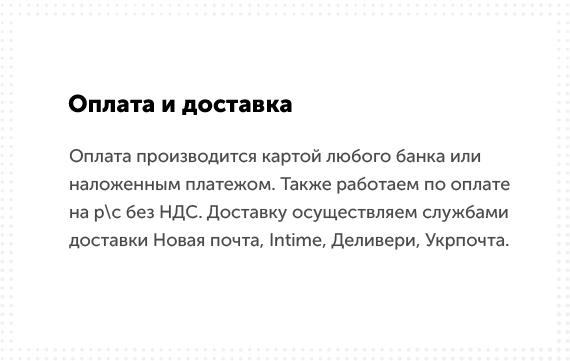 Оплата и доставка
Оплата производится картой любого банка или
наложенным платежом. Также работаем по оплате
на р\с без НДС. Доставку осуществляем службами
доставки Новая почта, Intime, Деливери, Укрпочта.